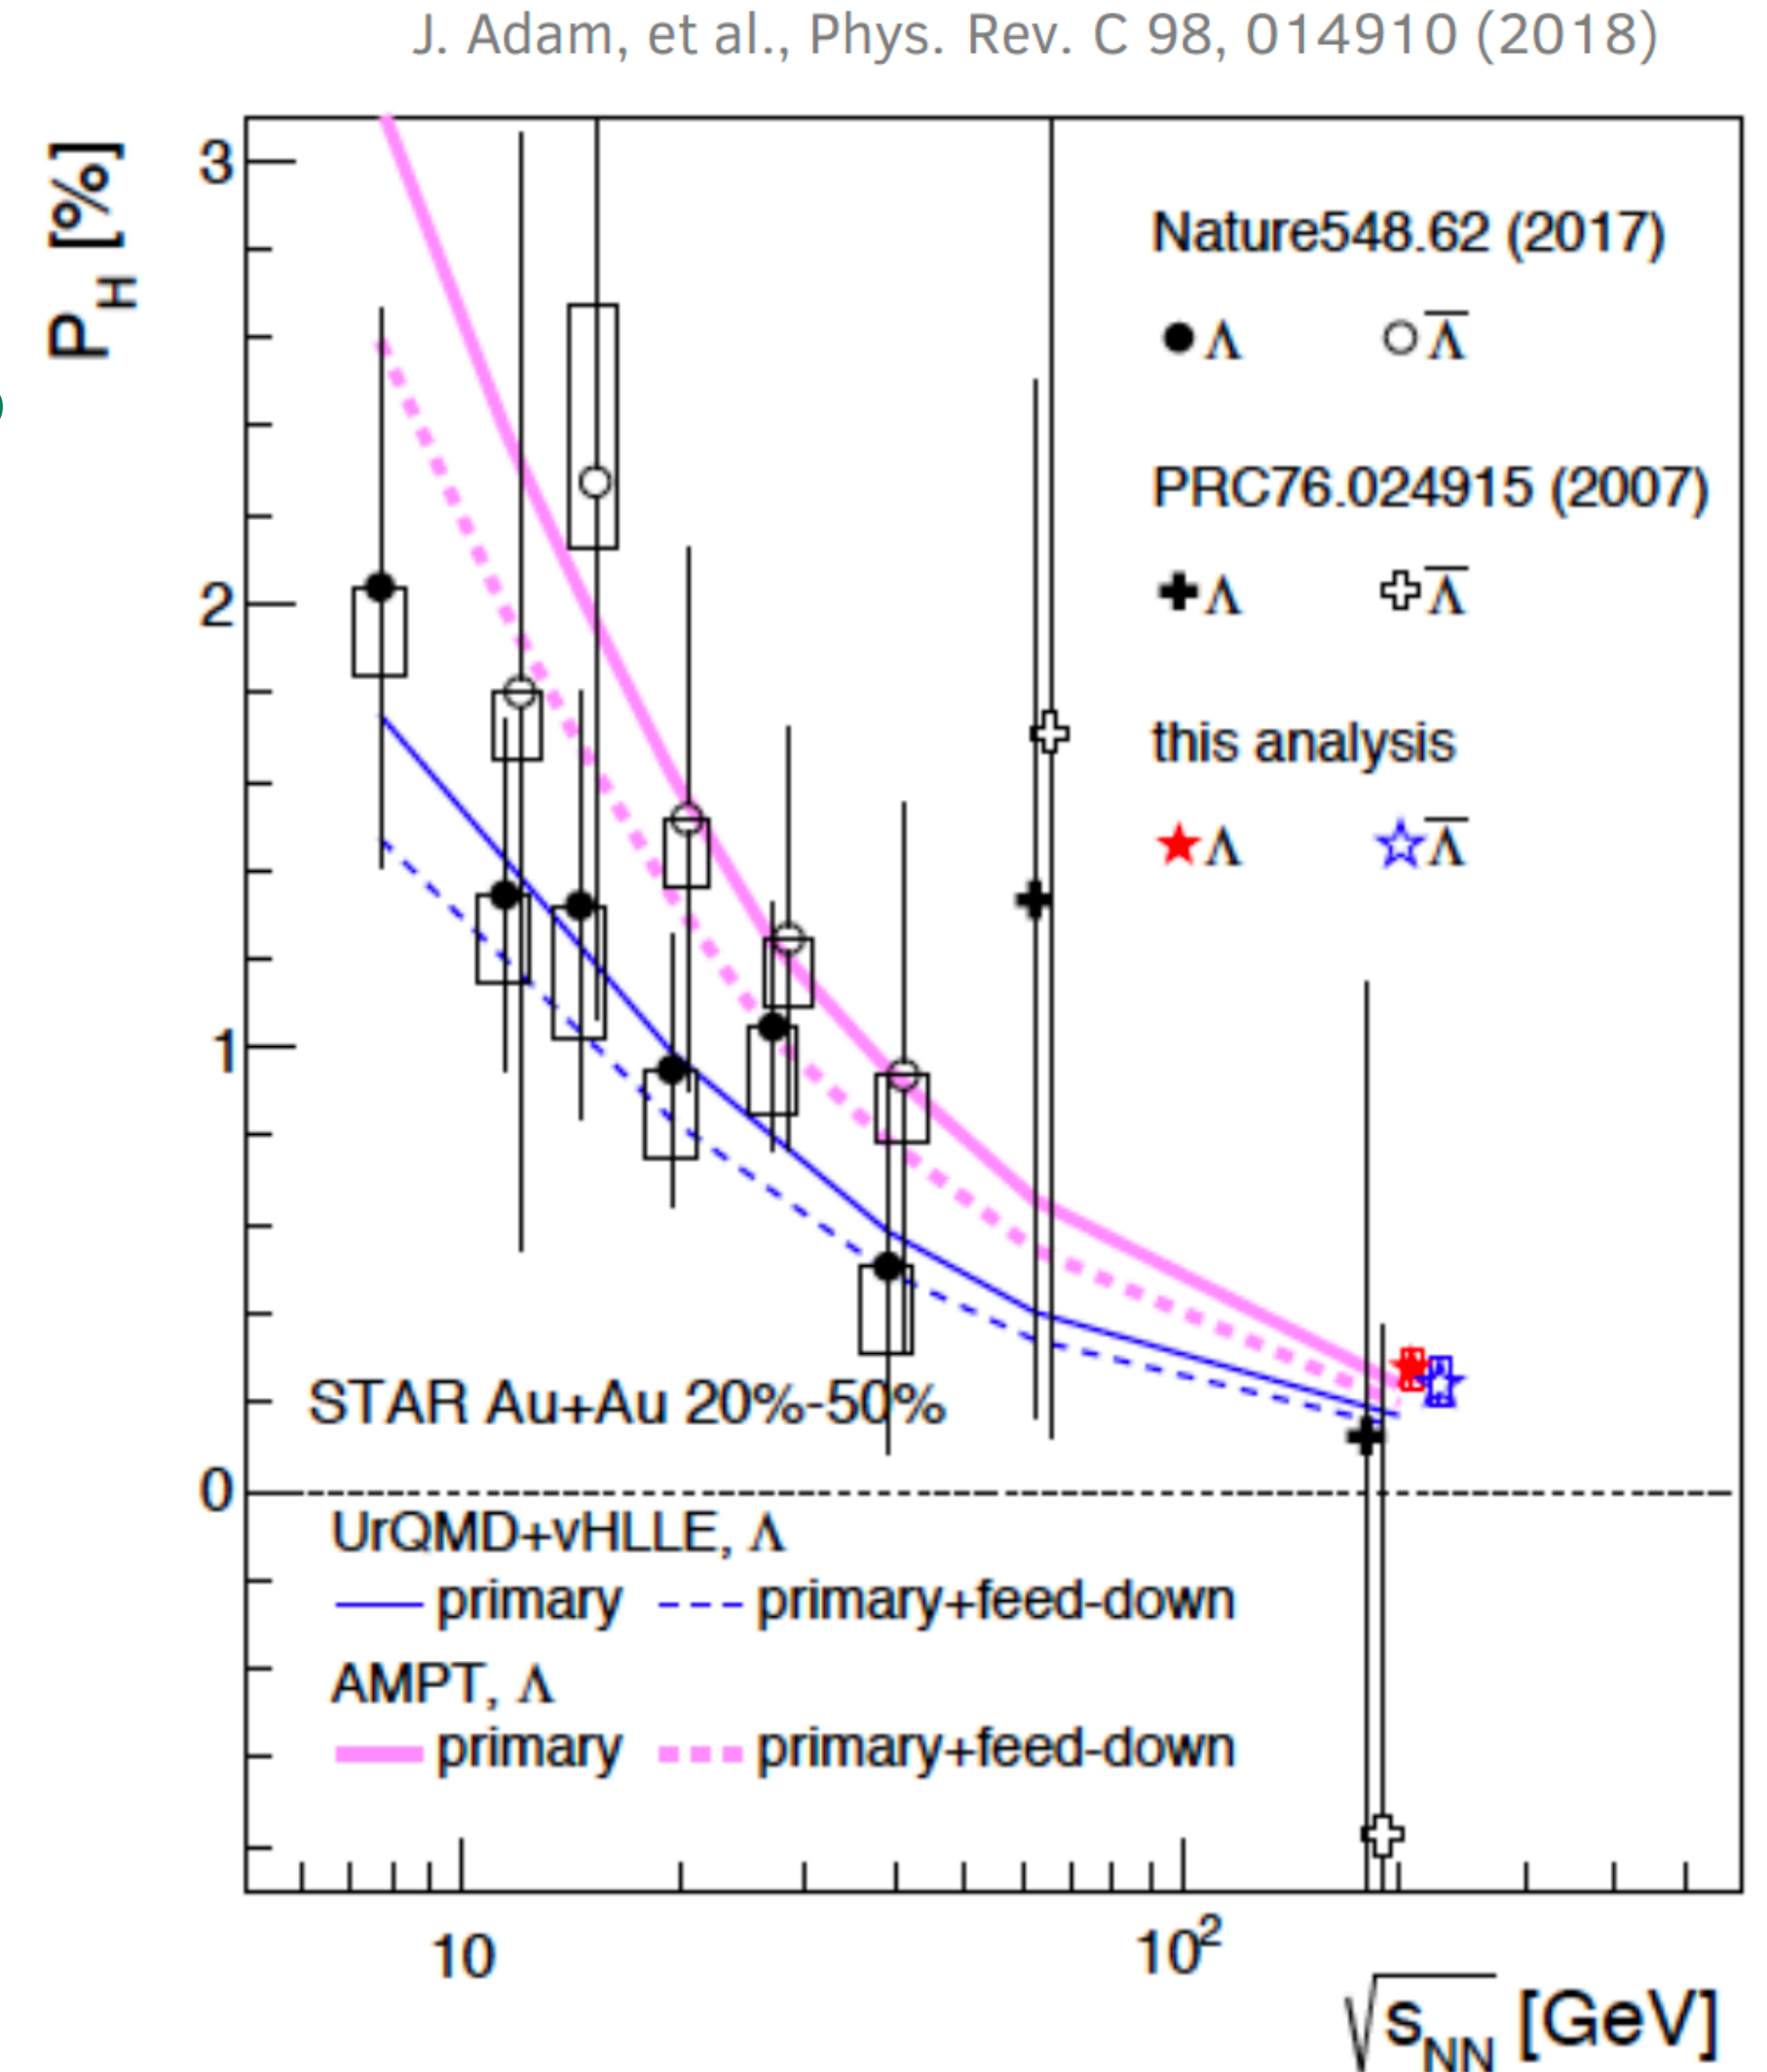 J. Adam, et al., Phys. Rev. C 98, 014910 (2018)
P_H [%]
3
2
1
0
Nature548.62 (2017)
Λ Λ̅
PRC76.024915 (2007)
Λ Λ̅
this analysis
Λ Λ̅
STAR Au+Au 20%-50%
UrQMD+vHLLE, Λ
primary primary+feed-down
AMPT, Λ
primary primary+feed-down
10 10²
√s_NN [GeV]